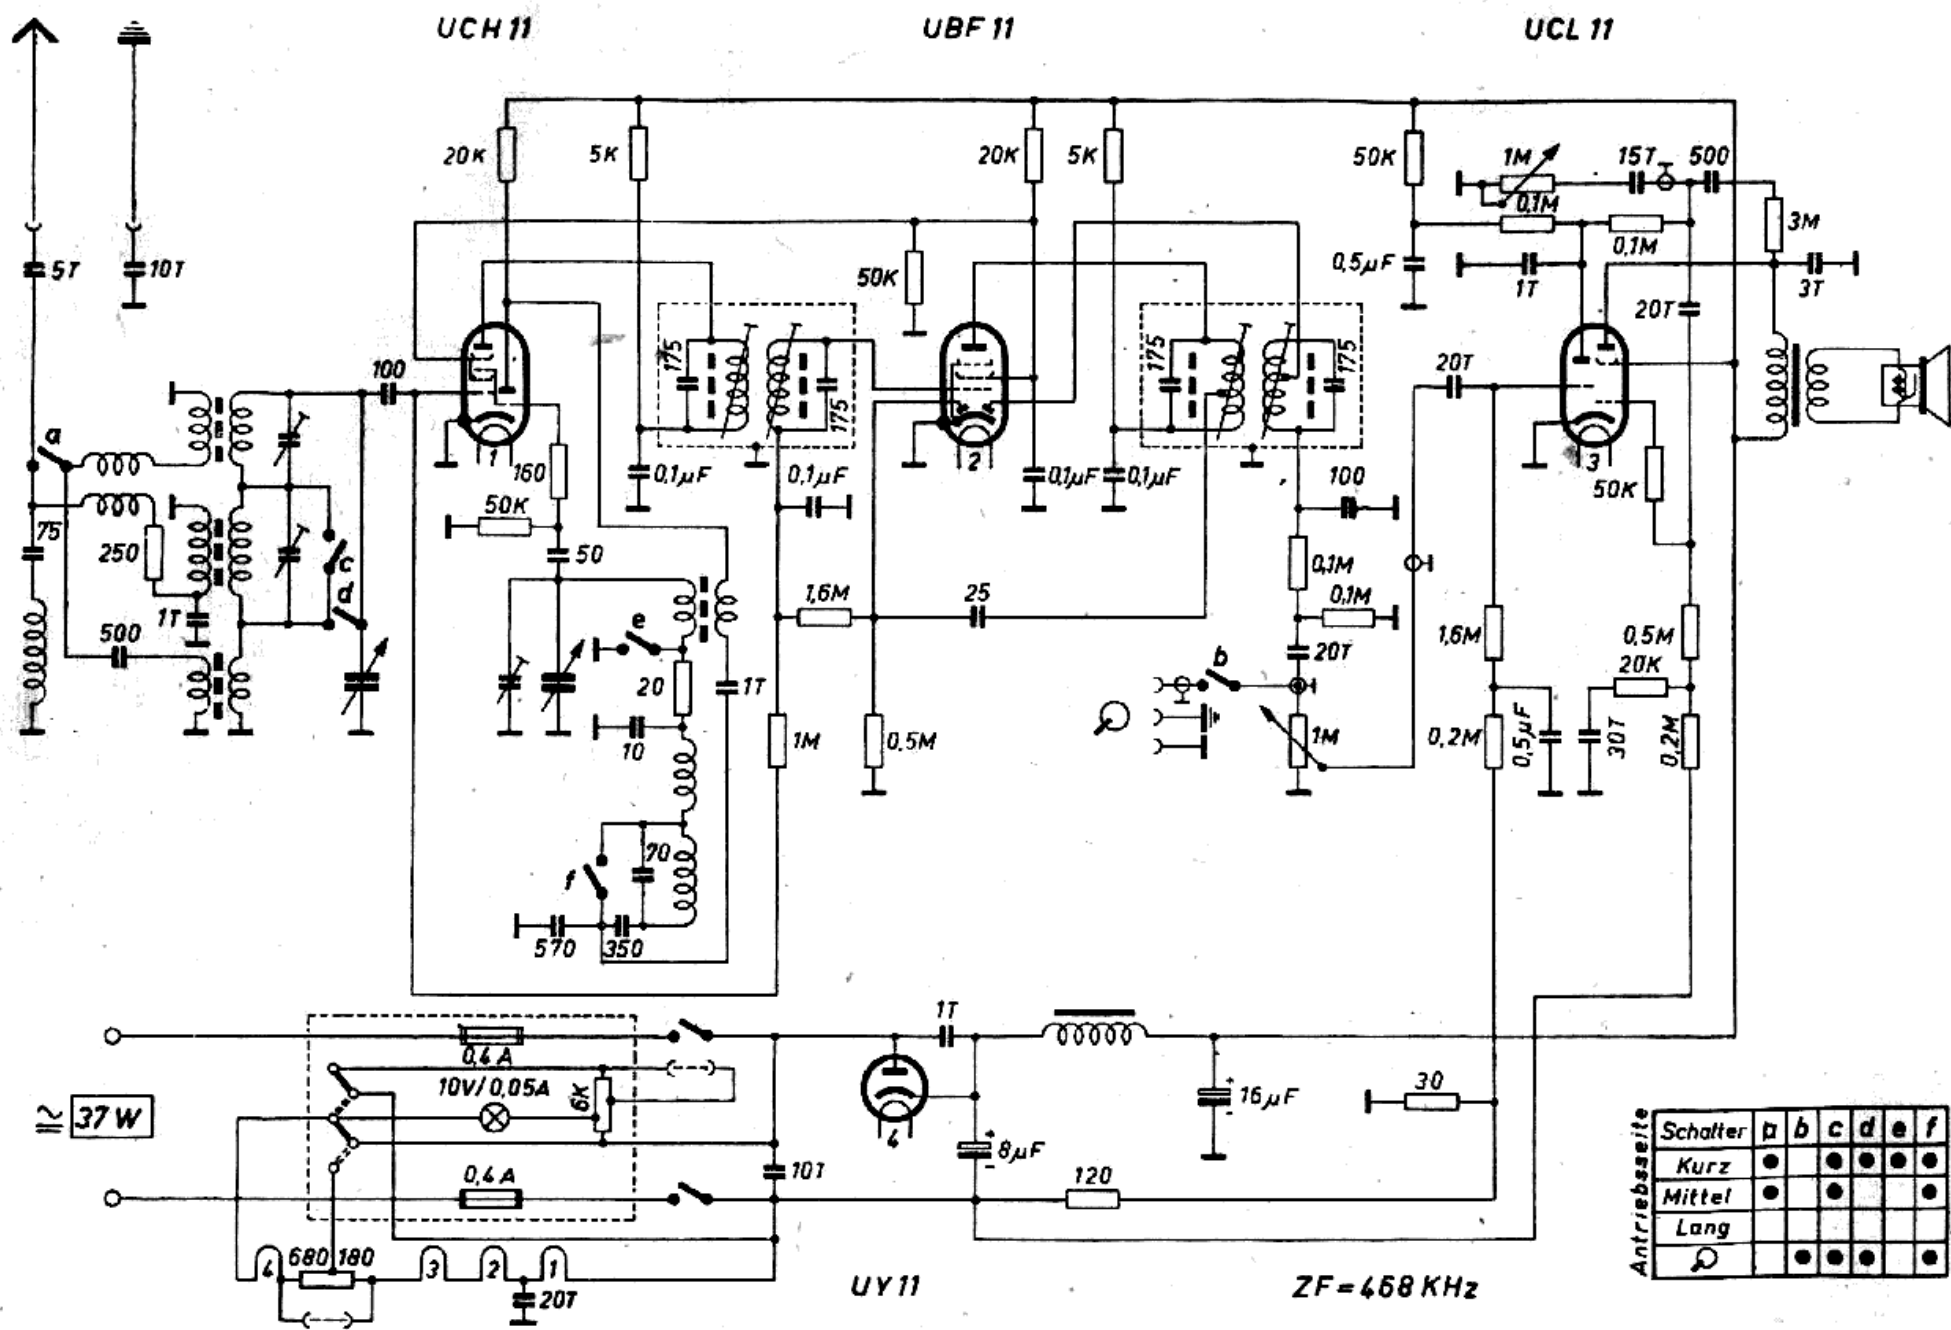 UCH 11
UBF 11
UCL 11
20K
5K
20K
5K
50K
1M
15T
500
0,1M
0,1M
3M
5T
10T
50K
0,5µF
1T
3T
20T
175
175
175
175
100
20T
a
1
2
3
160
0,1µF
0,1µF
0,1µF
0,1µF
100
50K
75
250
50K
50
c
d
1T
0,1M
500
e
1,6M
25
0,1M
1,6M
0,5M
20T
20K
b
20
1T
10
1M
0,5M
1M
0,2M
0,5µF
30T
0,2M
70
f
570
350
1T
0,4 A
10V/0,05A
6K
37 W
4
16µF
30
8µF
10T
0,4 A
120
4
680
180
3
2
1
20T
UY 11
ZF = 468 KHz
Antriebsseite
Schalter a b c d e f
Kurz
Mittel
Lang